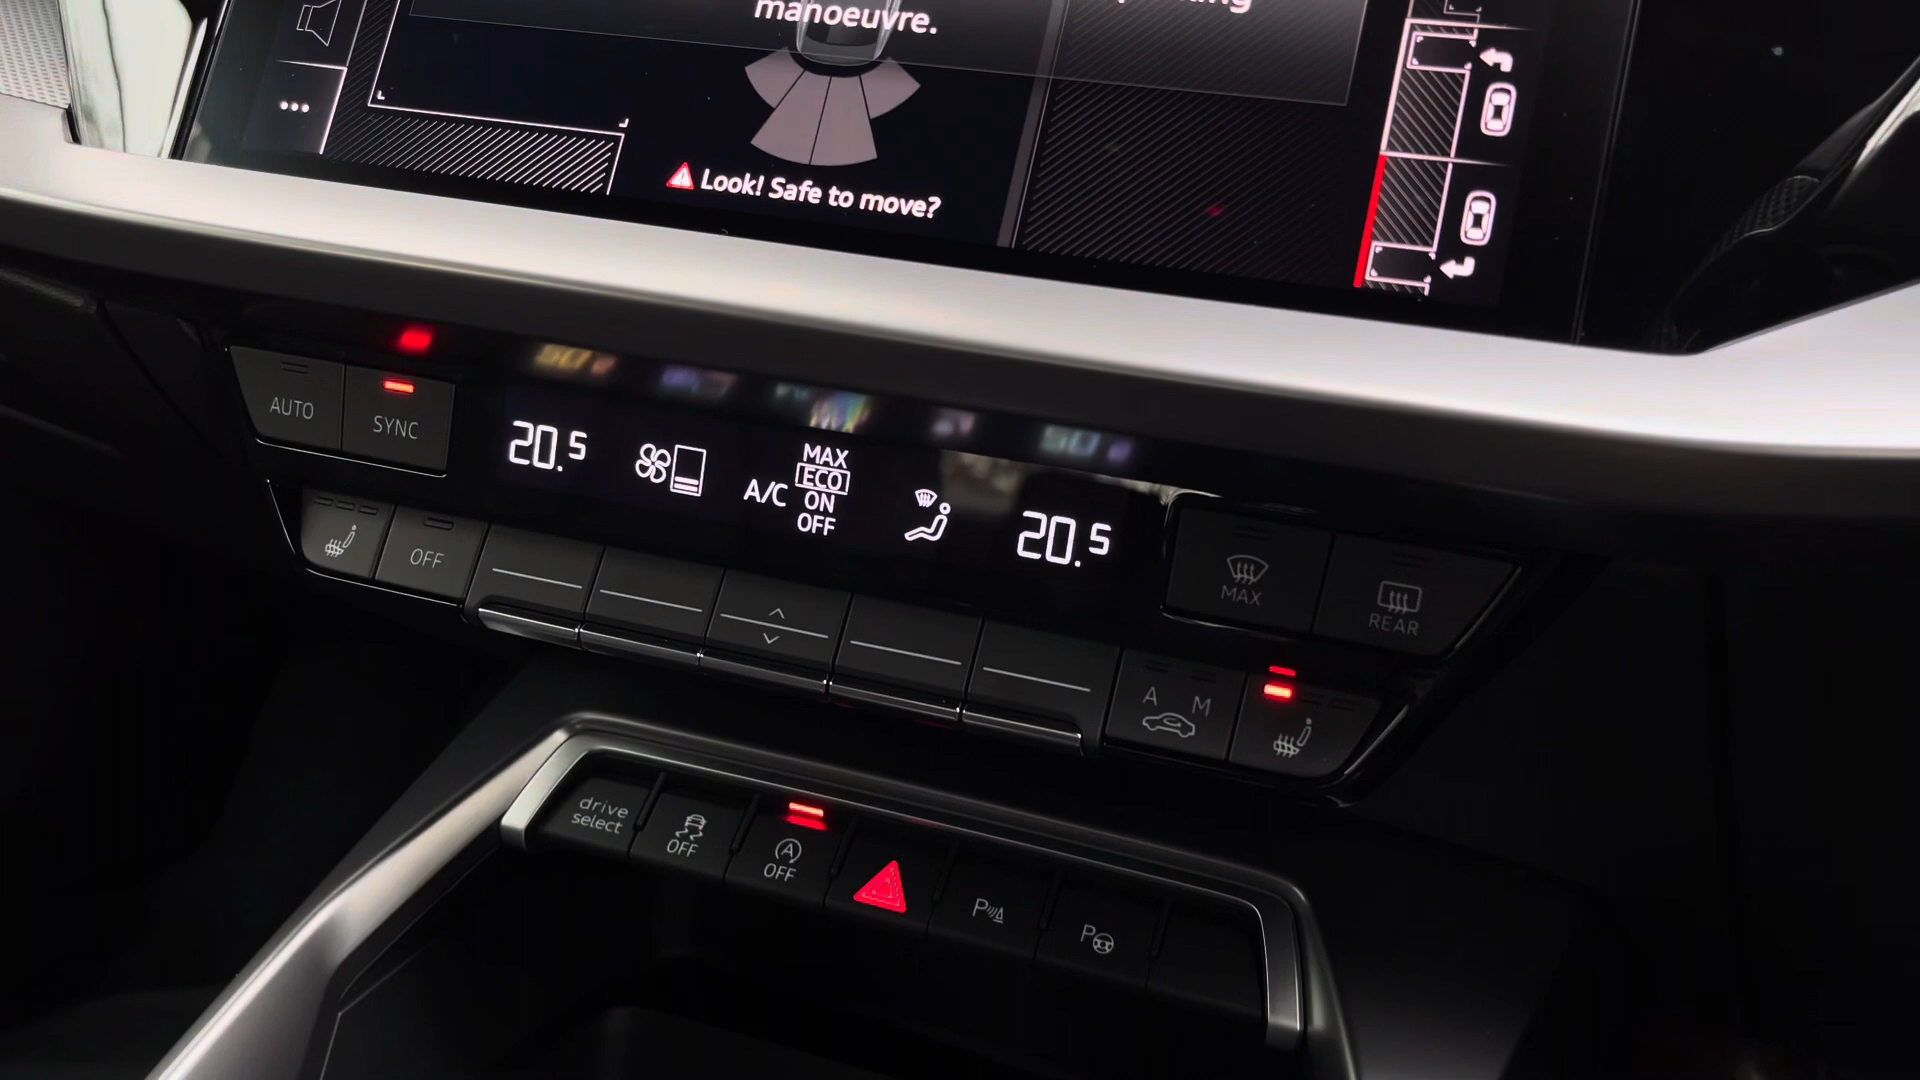 manoeuvre.
Look! Safe to move?
AUTO
SYNC
20.5
A/C
MAX
ECO
ON
OFF
20.5
OFF
MAX
REAR
A M
drive
select
OFF
A
OFF
P
P